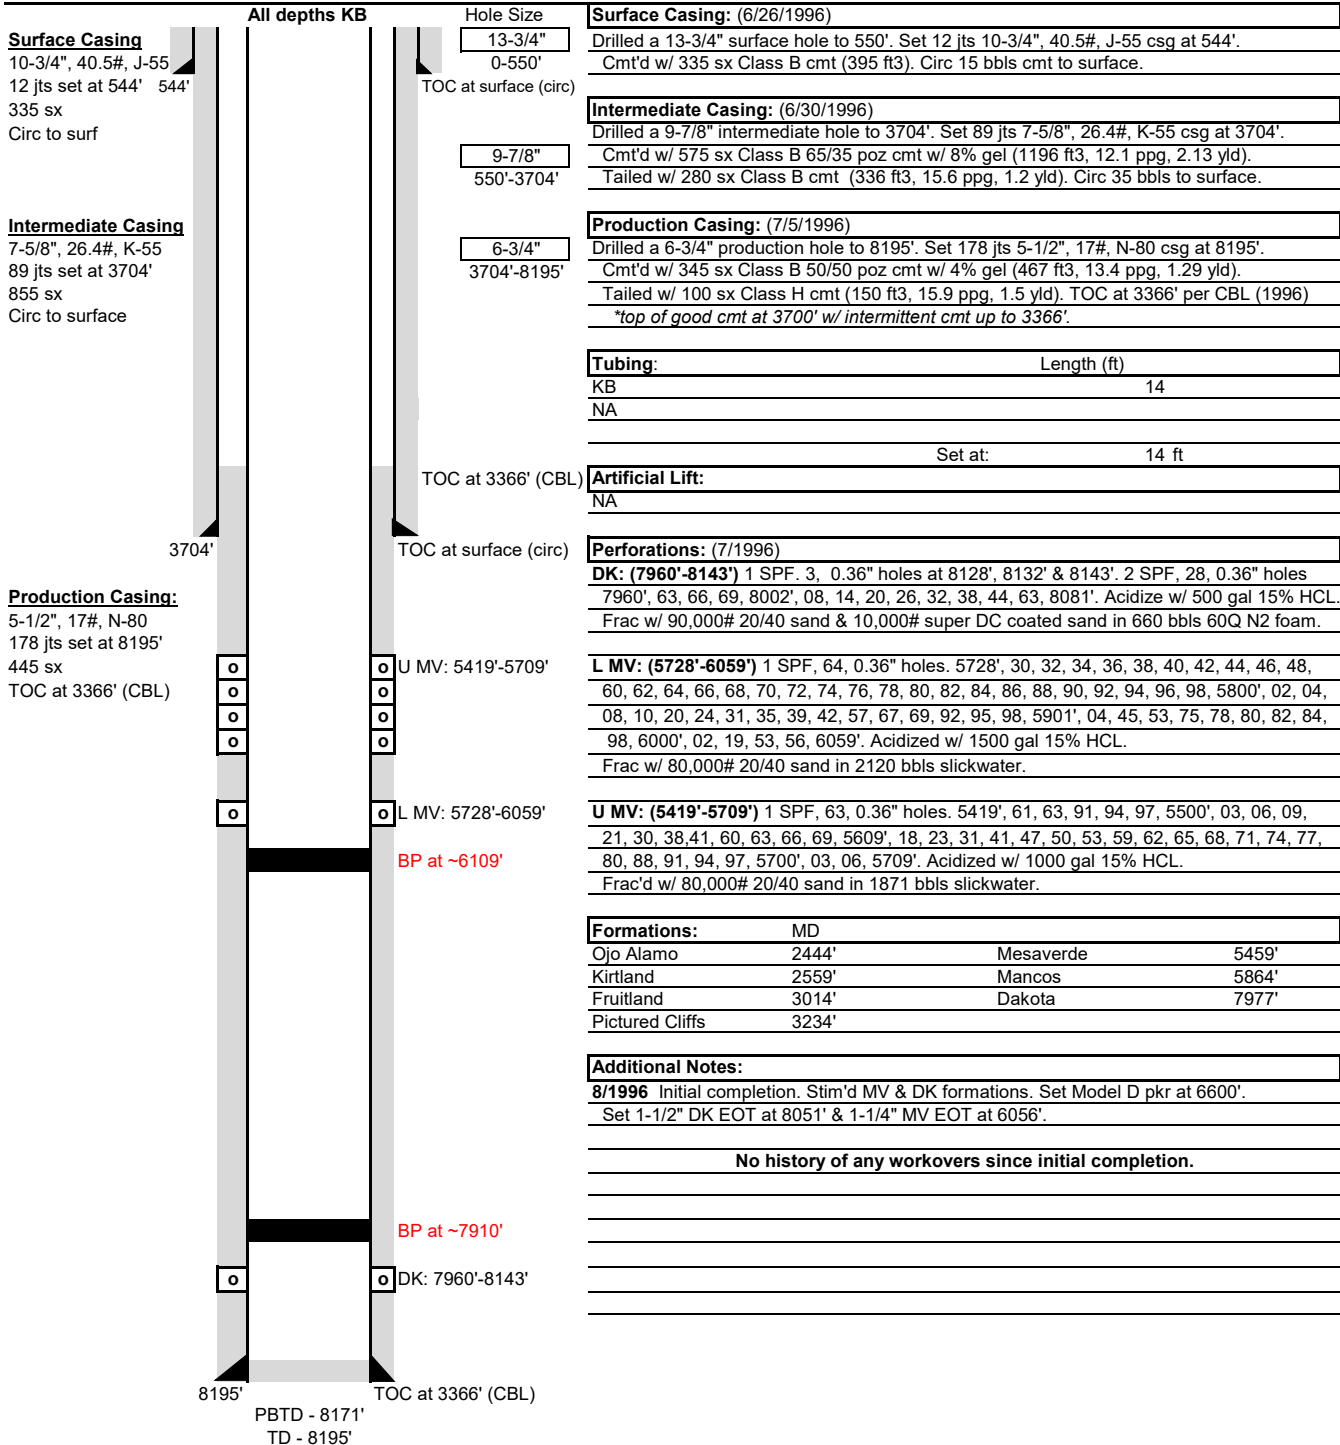 All depths KB
Hole Size
Surface Casing
10-3/4", 40.5#, J-55
12 jts set at 544'
544'
335 sx
Circ to surf
13-3/4"
0-550'
TOC at surface (circ)
9-7/8"
550'-3704'
Intermediate Casing
7-5/8", 26.4#, K-55
89 jts set at 3704'
855 sx
Circ to surface
6-3/4"
3704'-8195'
TOC at 3366' (CBL)
3704'
TOC at surface (circ)
Production Casing:
5-1/2", 17#, N-80
178 jts set at 8195'
445 sx
TOC at 3366' (CBL)
o o U MV: 5419'-5709'
o o
o o
o o
o o L MV: 5728'-6059'
BP at ~6109'
BP at ~7910'
o o DK: 7960'-8143'
8195'
TOC at 3366' (CBL)
PBTD - 8171'
TD - 8195'
Surface Casing: (6/26/1996)
Drilled a 13-3/4" surface hole to 550'. Set 12 jts 10-3/4", 40.5#, J-55 csg at 544'.
Cmt'd w/ 335 sx Class B cmt (395 ft3). Circ 15 bbls cmt to surface.
Intermediate Casing: (6/30/1996)
Drilled a 9-7/8" intermediate hole to 3704'. Set 89 jts 7-5/8", 26.4#, K-55 csg at 3704'.
Cmt'd w/ 575 sx Class B 65/35 poz cmt w/ 8% gel (1196 ft3, 12.1 ppg, 2.13 yld).
Tailed w/ 280 sx Class B cmt (336 ft3, 15.6 ppg, 1.2 yld). Circ 35 bbls to surface.
Production Casing: (7/5/1996)
Drilled a 6-3/4" production hole to 8195'. Set 178 jts 5-1/2", 17#, N-80 csg at 8195'.
Cmt'd w/ 345 sx Class B 50/50 poz cmt w/ 4% gel (467 ft3, 13.4 ppg, 1.29 yld).
Tailed w/ 100 sx Class H cmt (150 ft3, 15.9 ppg, 1.5 yld). TOC at 3366' per CBL (1996)
*top of good cmt at 3700' w/ intermittent cmt up to 3366'.
Tubing: Length (ft)
KB 14
NA
Set at: 14 ft
Artificial Lift:
NA
Perforations: (7/1996)
DK: (7960'-8143') 1 SPF. 3, 0.36" holes at 8128', 8132' & 8143'. 2 SPF, 28, 0.36" holes
7960', 63, 66, 69, 8002', 08, 14, 20, 26, 32, 38, 44, 63, 8081'. Acidize w/ 500 gal 15% HCL.
Frac w/ 90,000# 20/40 sand & 10,000# super DC coated sand in 660 bbls 60Q N2 foam.
L MV: (5728'-6059') 1 SPF, 64, 0.36" holes. 5728', 30, 32, 34, 36, 38, 40, 42, 44, 46, 48,
60, 62, 64, 66, 68, 70, 72, 74, 76, 78, 80, 82, 84, 86, 88, 90, 92, 94, 96, 98, 5800', 02, 04,
08, 10, 20, 24, 31, 35, 39, 42, 57, 67, 69, 92, 95, 98, 5901', 04, 45, 53, 75, 78, 80, 82, 84,
98, 6000', 02, 19, 53, 56, 6059'. Acidized w/ 1500 gal 15% HCL.
Frac w/ 80,000# 20/40 sand in 2120 bbls slickwater.
U MV: (5419'-5709') 1 SPF, 63, 0.36" holes. 5419', 61, 63, 91, 94, 97, 5500', 03, 06, 09,
21, 30, 38,41, 60, 63, 66, 69, 5609', 18, 23, 31, 41, 47, 50, 53, 59, 62, 65, 68, 71, 74, 77,
80, 88, 91, 94, 97, 5700', 03, 06, 5709'. Acidized w/ 1000 gal 15% HCL.
Frac'd w/ 80,000# 20/40 sand in 1871 bbls slickwater.
Formations: MD
Ojo Alamo 2444' Mesaverde 5459'
Kirtland 2559' Mancos 5864'
Fruitland 3014' Dakota 7977'
Pictured Cliffs 3234'
Additional Notes:
8/1996 Initial completion. Stim'd MV & DK formations. Set Model D pkr at 6600'.
Set 1-1/2" DK EOT at 8051' & 1-1/4" MV EOT at 6056'.
No history of any workovers since initial completion.